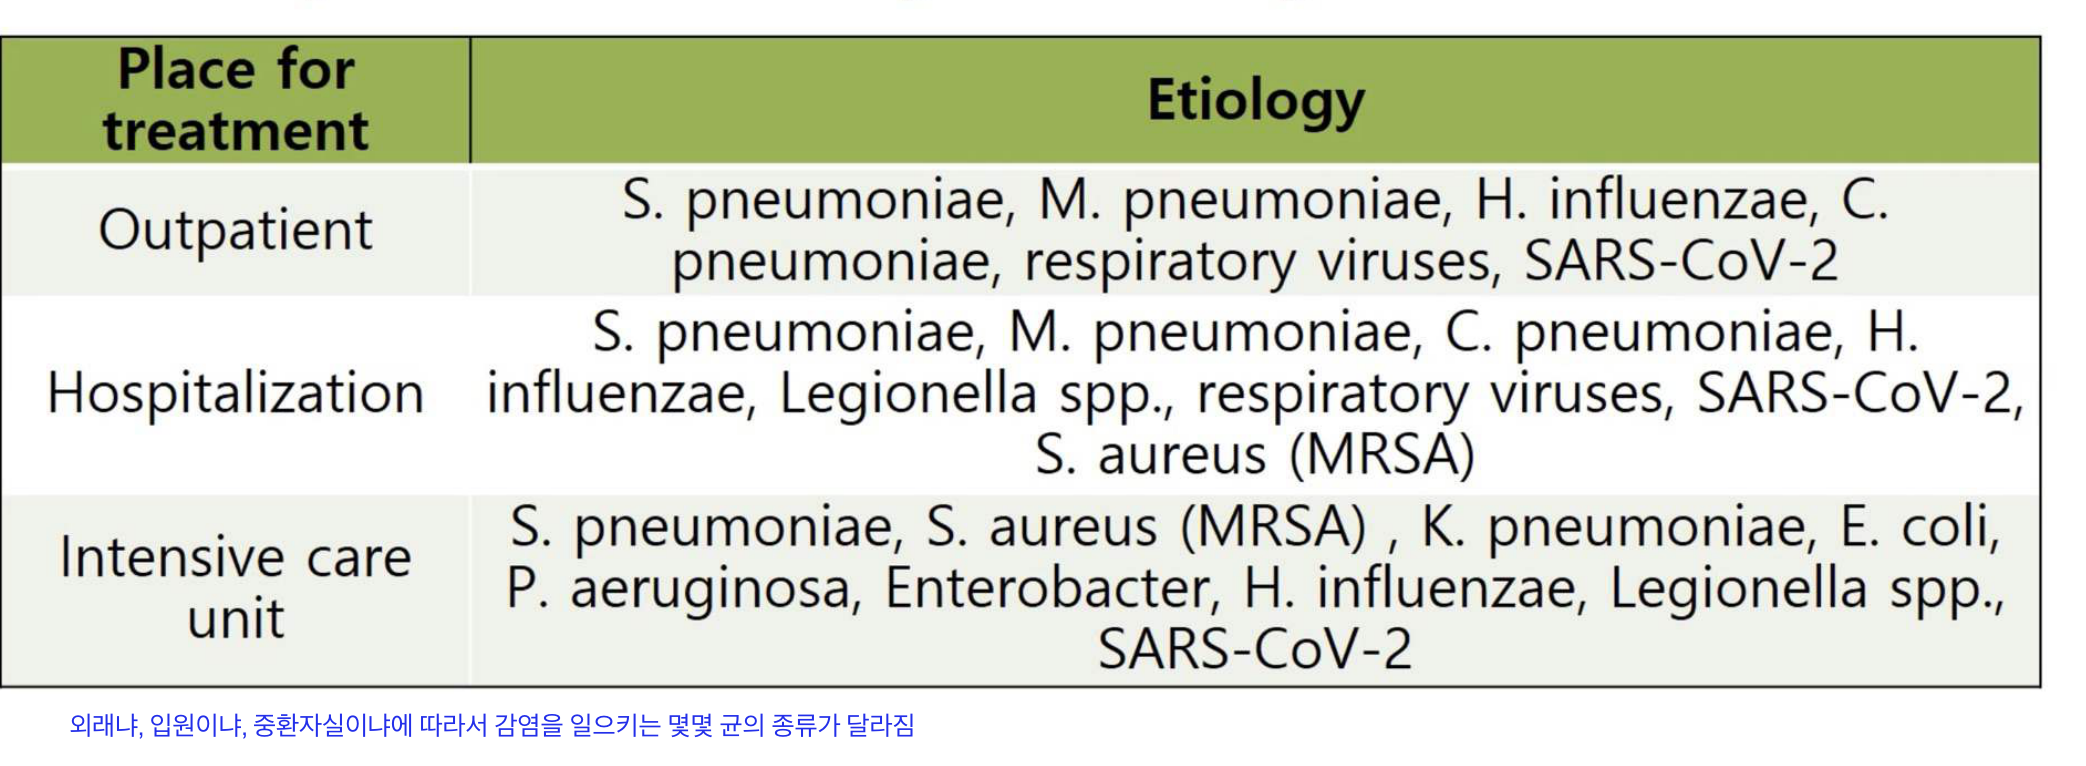 Place for
treatment
Etiology
Outpatient
S. pneumoniae, M. pneumoniae, H. influenzae, C.
pneumoniae, respiratory viruses, SARS-CoV-2
Hospitalization
S. pneumoniae, M. pneumoniae, C. pneumoniae, H.
influenzae, Legionella spp., respiratory viruses, SARS-CoV-2,
S. aureus (MRSA)
Intensive care
unit
S. pneumoniae, S. aureus (MRSA) , K. pneumoniae, E. coli,
P. aeruginosa, Enterobacter, H. influenzae, Legionella spp.,
SARS-CoV-2
외래냐, 입원이냐, 중환자실이냐에 따라서 감염을 일으키는 몇몇 균의 종류가 달라짐